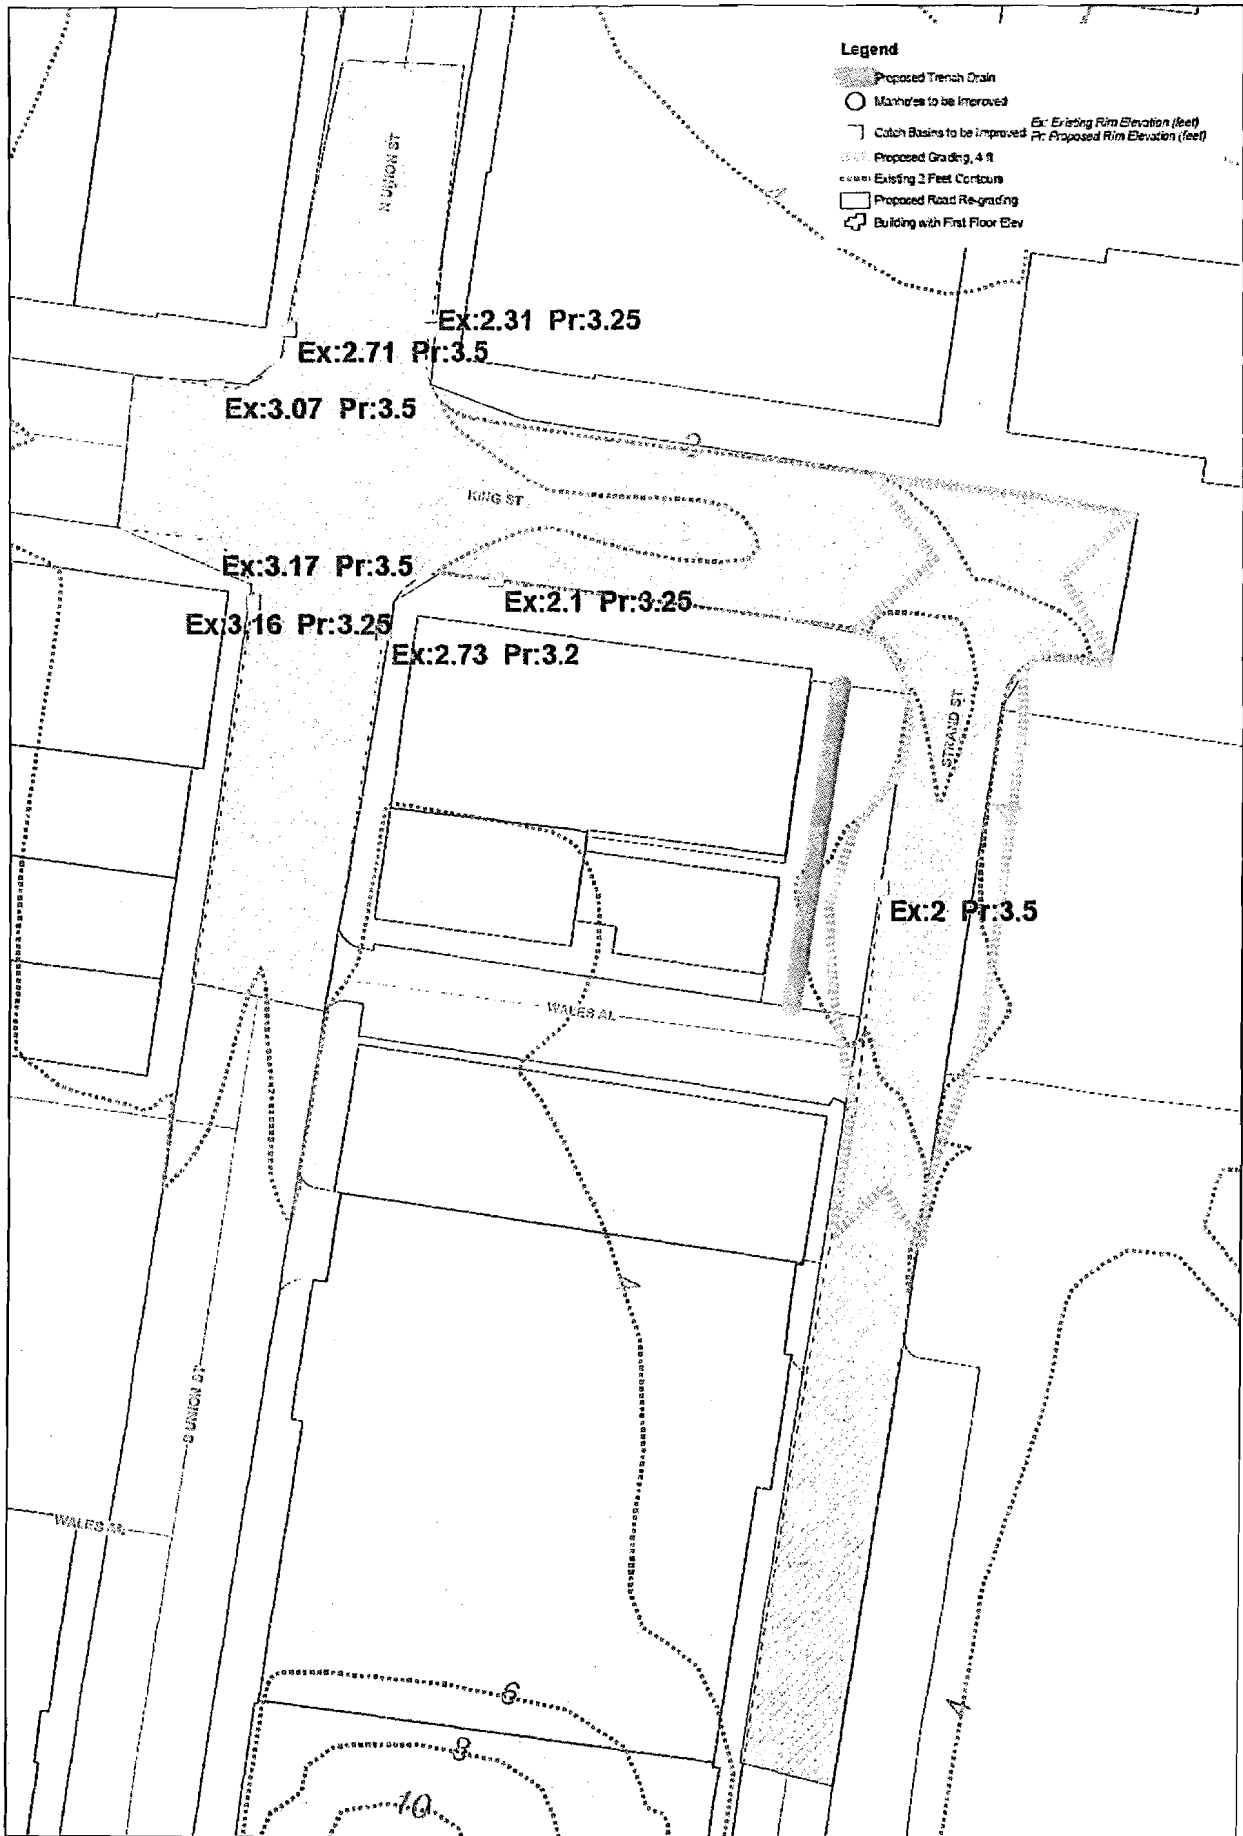 Legend
Proposed Trench Drain
Manholes to be Improved
Catch Basins to be Improved
Ex: Existing Rim Elevation (feet)
Pr: Proposed Rim Elevation (feet)
Proposed Grading, 4 ft
Existing 2 Feet Contours
Proposed Road Re-grading
Building with First Floor Elev
N UNION ST
4
Ex:2.31 Pr:3.25
Ex:2.71 Pr:3.5
Ex:3.07 Pr:3.5
2
KING ST
Ex:3.17 Pr:3.5
Ex:2.1 Pr:3.25
Ex:3.16 Pr:3.25
Ex:2.73 Pr:3.2
STRAND ST
Ex:2 Pr:3.5
WALES AL
4
S UNION ST
WALES AL
6
4
8
10